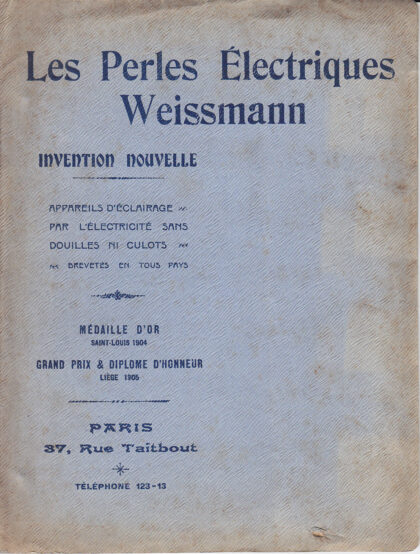 Les Perles Électriques
Weissmann
INVENTION NOUVELLE
APPAREILS D'ÉCLAIRAGE
PAR L'ÉLECTRICITÉ SANS
DOUILLES NI CULOTS
BREVETÉS EN TOUS PAYS
MÉDAILLE D'OR
SAINT-LOUIS 1904
GRAND PRIX & DIPLOME D'HONNEUR
LIÈGE 1905
PARIS
37, Rue Taitbout
TÉLÉPHONE 123-13